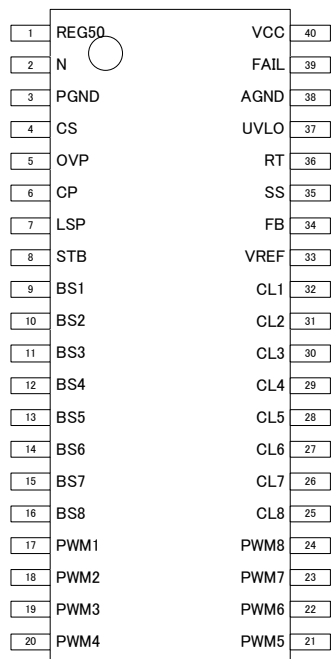 1 REG50 VCC 40
2 N FAIL 39
3 PGND AGND 38
4 CS UVLO 37
5 OVP RT 36
6 CP SS 35
7 LSP FB 34
8 STB VREF 33
9 BS1 CL1 32
10 BS2 CL2 31
11 BS3 CL3 30
12 BS4 CL4 29
13 BS5 CL5 28
14 BS6 CL6 27
15 BS7 CL7 26
16 BS8 CL8 25
17 PWM1 PWM8 24
18 PWM2 PWM7 23
19 PWM3 PWM6 22
20 PWM4 PWM5 21